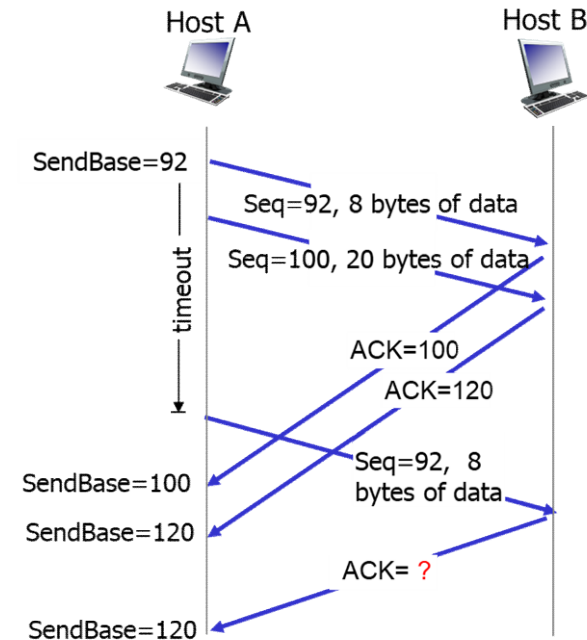 Host A
Host B
SendBase=92
Seq=92, 8 bytes of data
Seq=100, 20 bytes of data
timeout
ACK=100
ACK=120
Seq=92, 8
bytes of data
SendBase=100
SendBase=120
ACK= ?
SendBase=120